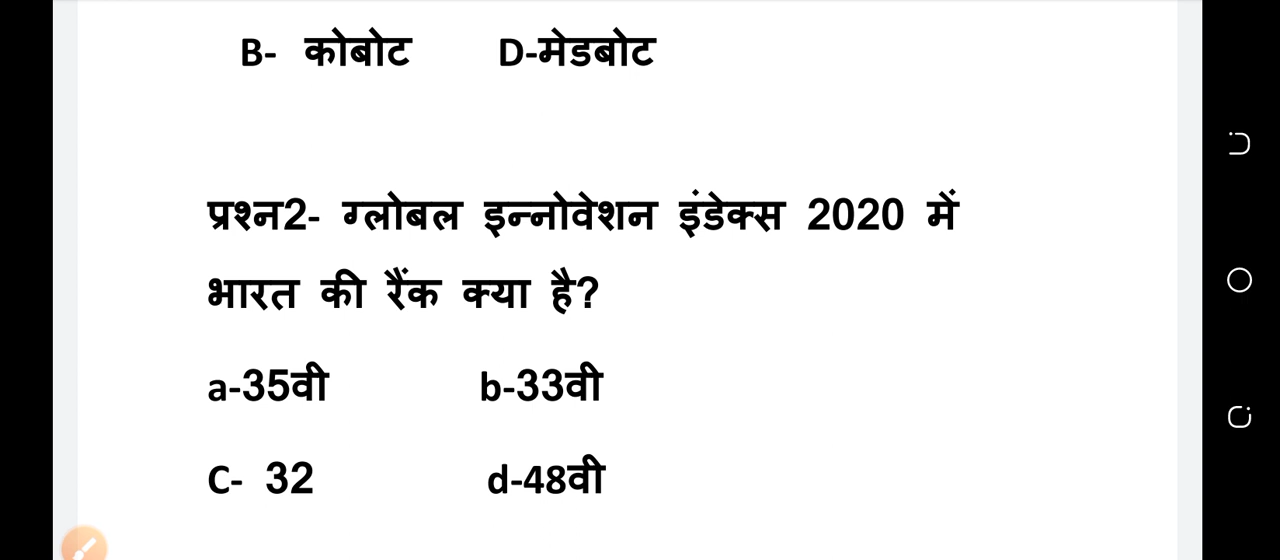 B- कोबोट D-मेडबोट
प्रश्न2- ग्लोबल इन्नोवेशन इंडेक्स 2020 में
भारत की रैंक क्या है?
a-35वी b-33वी
C- 32 d-48वी